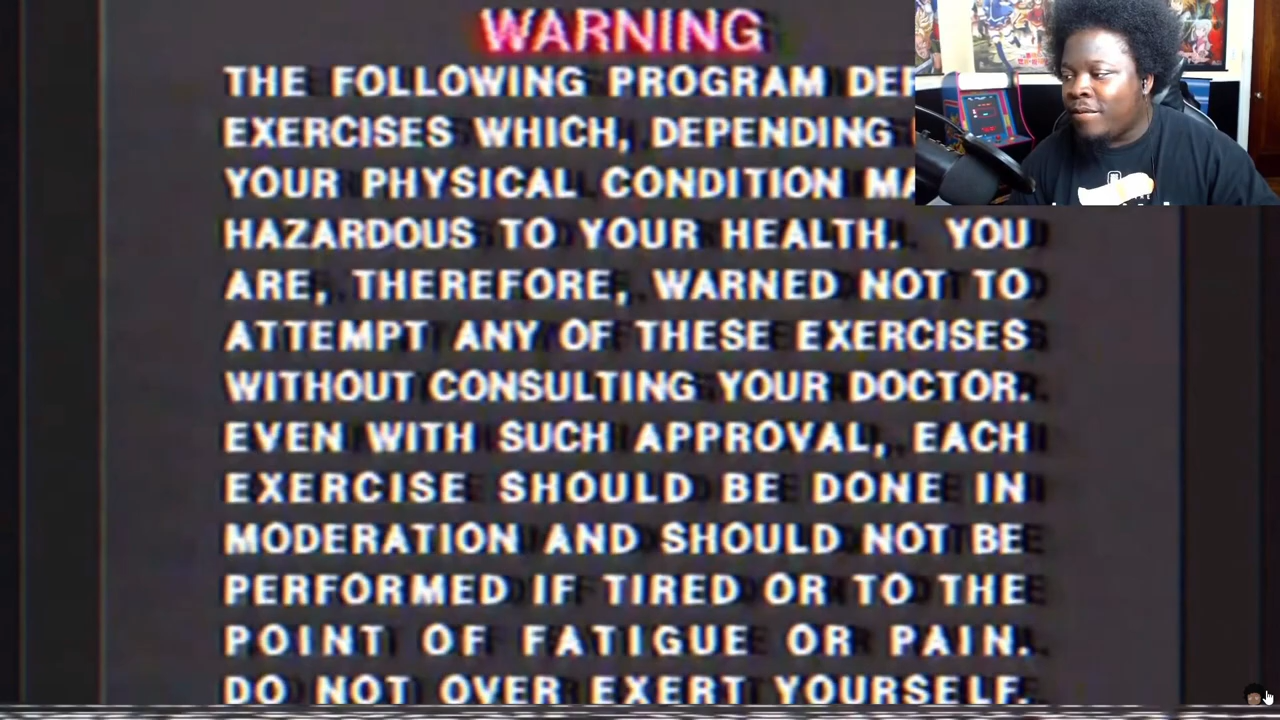 WARNING
THE FOLLOWING PROGRAM
EXERCISES WHICH, DEPENDING
YOUR PHYSICAL CONDITION
HAZARDOUS TO YOUR HEALTH. YOU
ARE, THEREFORE, WARNED NOT TO
ATTEMPT ANY OF THESE EXERCISES
WITHOUT CONSULTING YOUR DOCTOR.
EVEN WITH SUCH APPROVAL, EACH
EXERCISE SHOULD BE DONE IN
MODERATION AND SHOULD NOT BE
PERFORMED IF TIRED OR TO THE
POINT OF FATIGUE OR PAIN.
DO NOT OVER EXERT YOURSELF.